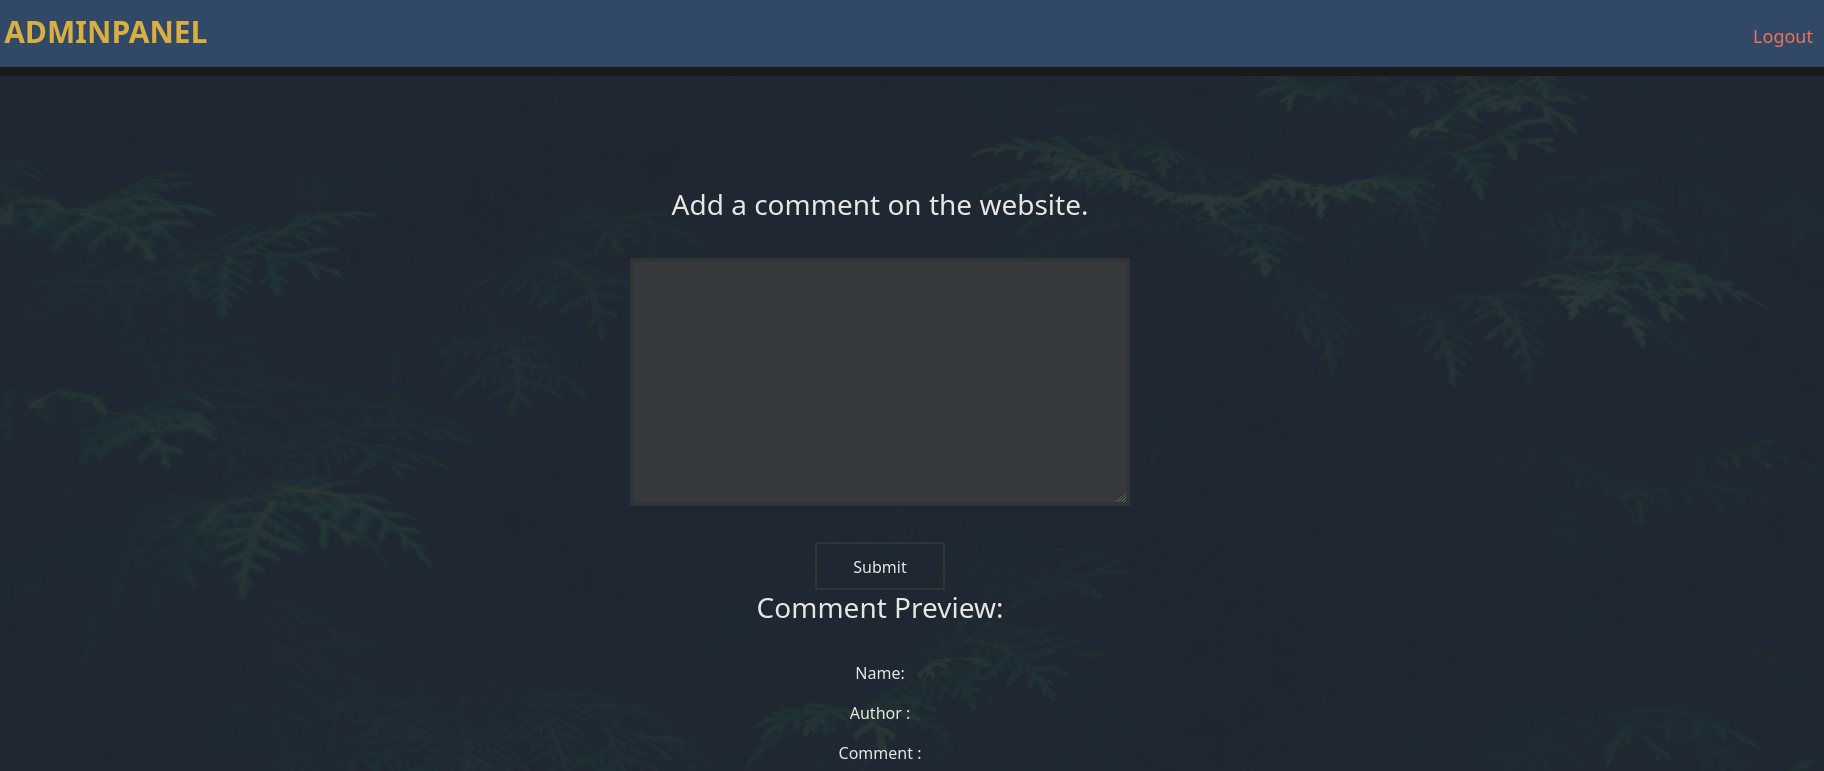 ADMINPANEL
Logout
Add a comment on the website.
Submit
Comment Preview:
Name:
Author :
Comment :